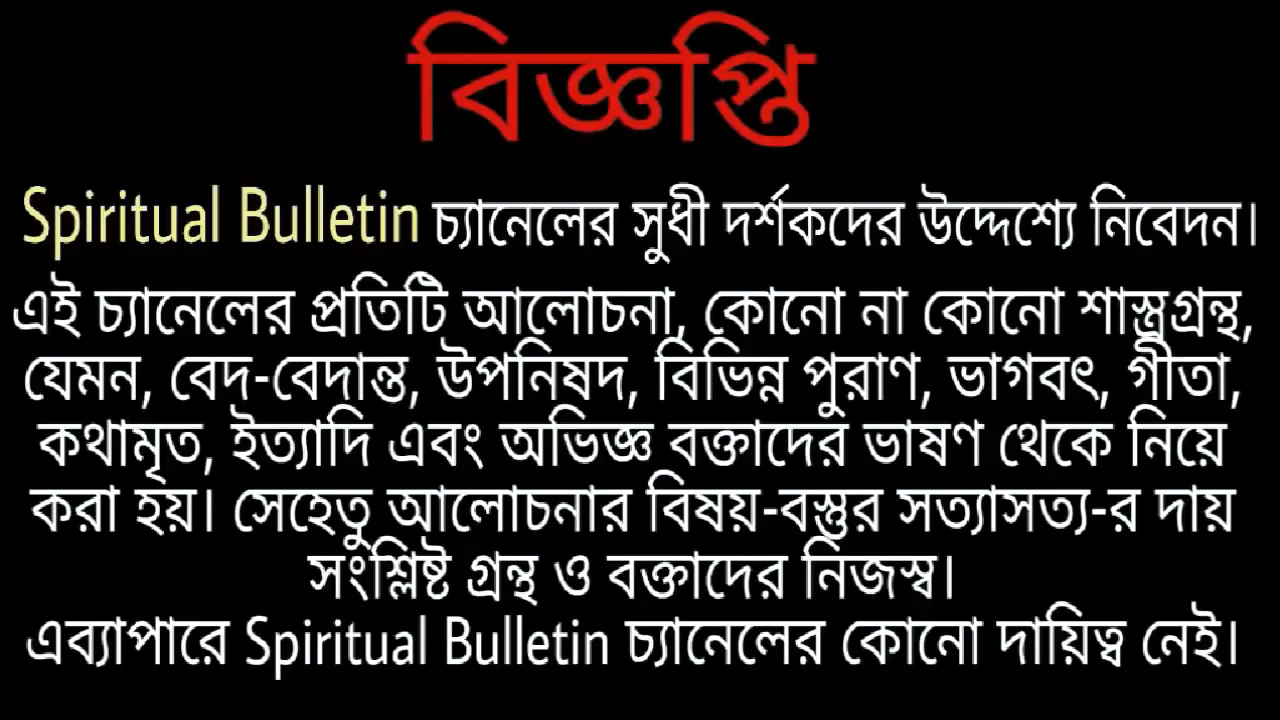 বিজ্ঞপ্তি
Spiritual Bulletin চ্যানেলের সুধী দর্শকদের উদ্দেশ্যে নিবেদন।
এই চ্যানেলের প্রতিটি আলোচনা, কোনো না কোনো শাস্ত্রগ্রন্থ,
যেমন, বেদ-বেদান্ত, উপনিষদ, বিভিন্ন পুরাণ, ভাগবৎ, গীতা,
কথামৃত, ইত্যাদি এবং অভিজ্ঞ বক্তাদের ভাষণ থেকে নিয়ে
করা হয়। সেহেতু আলোচনার বিষয়-বস্তুর সত্যাসত্য-র দায়
সংশ্লিষ্ট গ্রন্থ ও বক্তাদের নিজস্ব।
এব্যাপারে Spiritual Bulletin চ্যানেলের কোনো দায়িত্ব নেই।